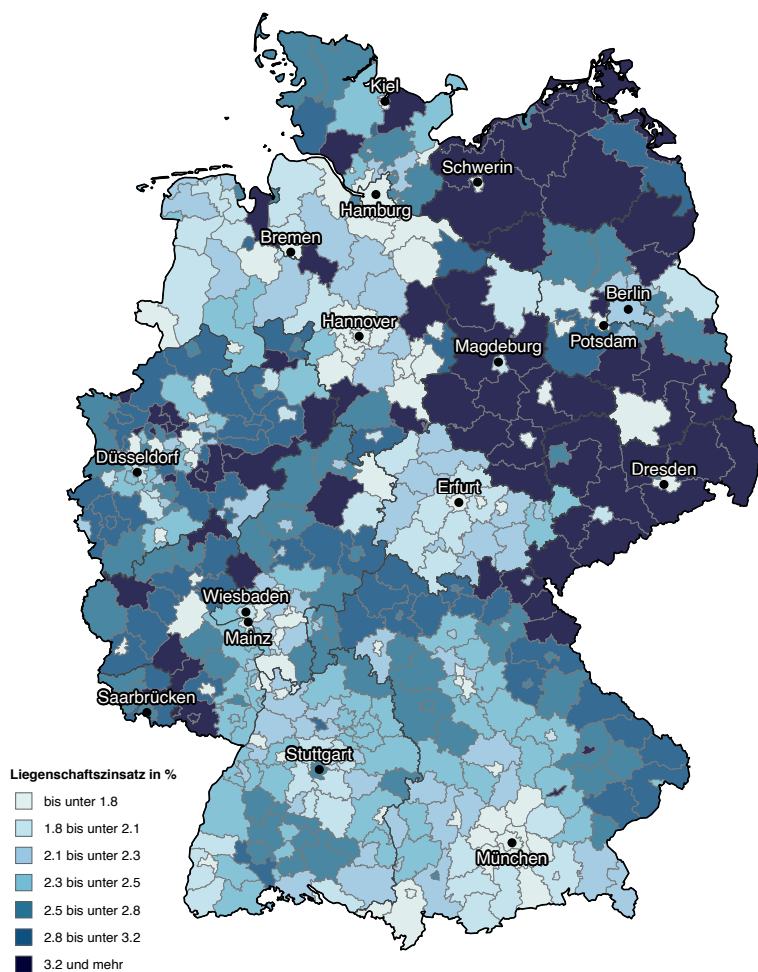 Kiel
Schwerin
Hamburg
Bremen
Berlin
Hannover
Potsdam
Magdeburg
Düsseldorf
Dresden
Erfurt
Wiesbaden
Mainz
Saarbrücken
Stuttgart
München
Liegenschaftszinsatz in %
bis unter 1.8
1.8 bis unter 2.1
2.1 bis unter 2.3
2.3 bis unter 2.5
2.5 bis unter 2.8
2.8 bis unter 3.2
3.2 und mehr